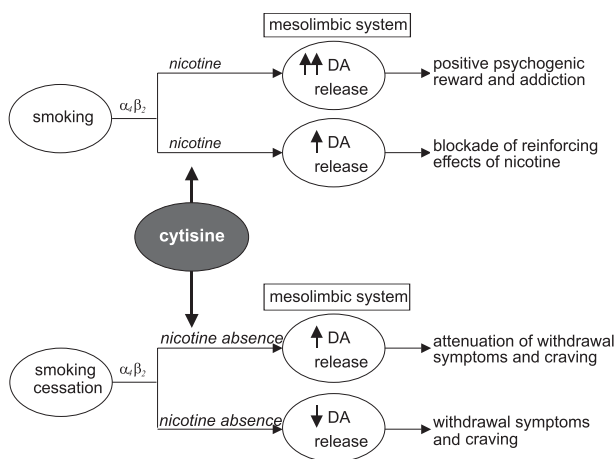 mesolimbic system
nicotine
DA
release
positive psychogenic
reward and addiction
smoking
α₄β₂
nicotine
DA
release
blockade of reinforcing
effects of nicotine
cytisine
mesolimbic system
nicotine absence
DA
release
attenuation of withdrawal
symptoms and craving
smoking
cessation
α₄β₂
nicotine absence
DA
release
withdrawal symptoms
and craving